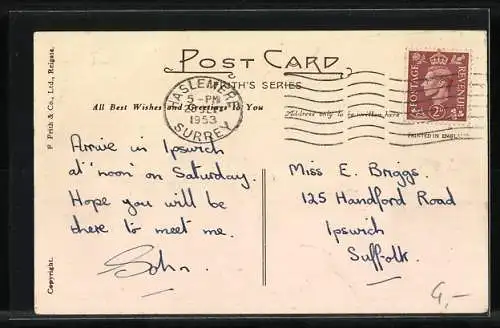 POST CARD
FRITH'S SERIES
All Best Wishes and Greetings to You
Address only to be written here
HASLEMERE
5-PM
1953
SURREY
POSTAGE
REVENUE
2D
PRINTED IN ENGLAND
Arrive in Ipswich
at "noon" on Saturday.
Hope you will be
there to meet me.
John.
Miss E. Briggs.
125 Handford Road
Ipswich
Suffolk.
4,-
F. Frith & Co., Ltd., Reigate.
Copyright.